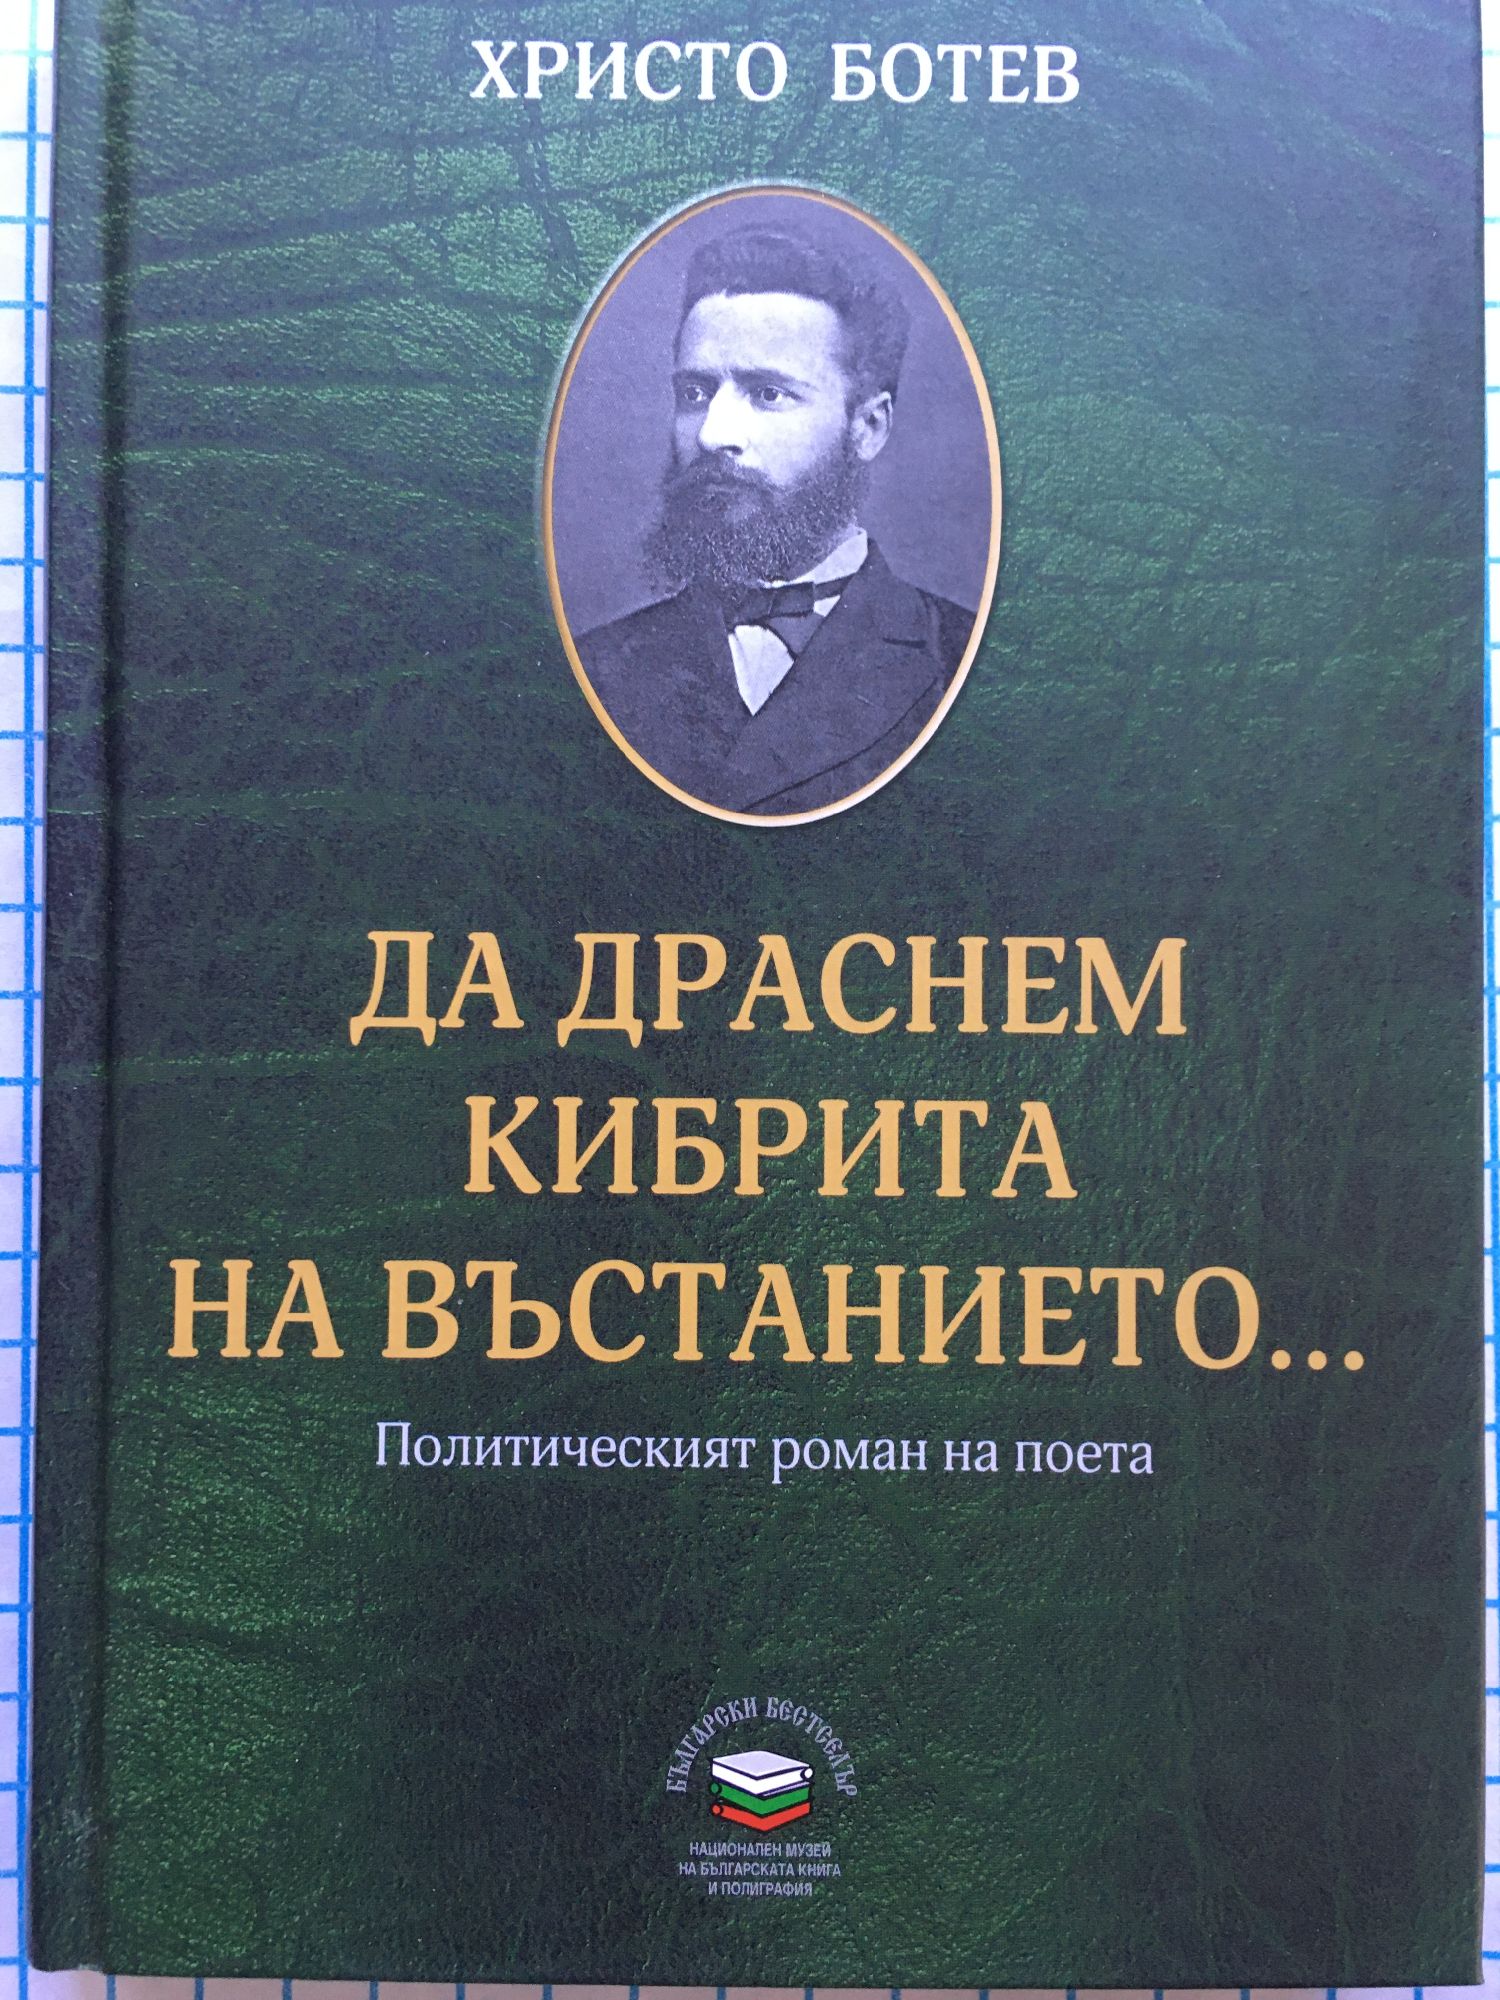 ХРИСТО БОТЕВ
ДА ДРАСНЕМ
КИБРИТА
НА ВЪСТАНИЕТО...
Политическият роман на поета
БЪЛГАРСКИ БЕСТСЕЛЪР
НАЦИОНАЛЕН МУЗЕЙ
НА БЪЛГАРСКАТА КНИГА
И ПОЛИГРАФИЯ